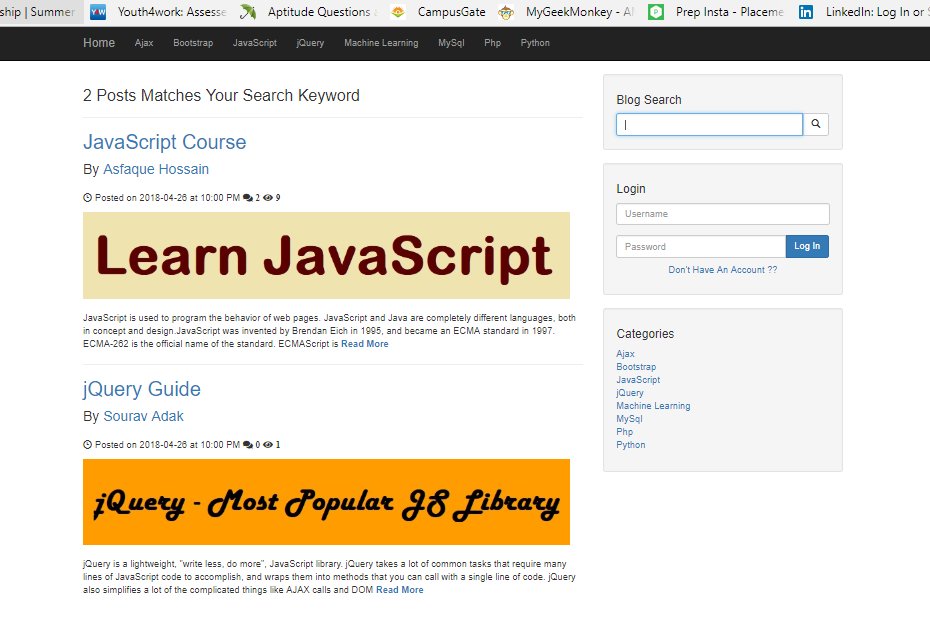 ship | Summer Youth4work: Assess Aptitude Questions CampusGate MyGeekMonkey - A Prep Insta - Placeme LinkedIn: Log In or S
Home Ajax Bootstrap JavaScript jQuery Machine Learning MySql Php Python
2 Posts Matches Your Search Keyword
JavaScript Course
By Asfaque Hossain
Posted on 2018-04-26 at 10:00 PM 2 9
Learn JavaScript
JavaScript is used to program the behavior of web pages. JavaScript and Java are completely different languages, both
in concept and design.JavaScript was invented by Brendan Eich in 1995, and became an ECMA standard in 1997.
ECMA-262 is the official name of the standard. ECMAScript is Read More
jQuery Guide
By Sourav Adak
Posted on 2018-04-26 at 10:00 PM 0 1
jQuery - Most Popular JS Library
jQuery is a lightweight, "write less, do more", JavaScript library. jQuery takes a lot of common tasks that require many
lines of JavaScript code to accomplish, and wraps them into methods that you can call with a single line of code. jQuery
also simplifies a lot of the complicated things like AJAX calls and DOM Read More
Blog Search
Login
Username
Password Log In
Don't Have An Account ??
Categories
Ajax
Bootstrap
JavaScript
jQuery
Machine Learning
MySql
Php
Python